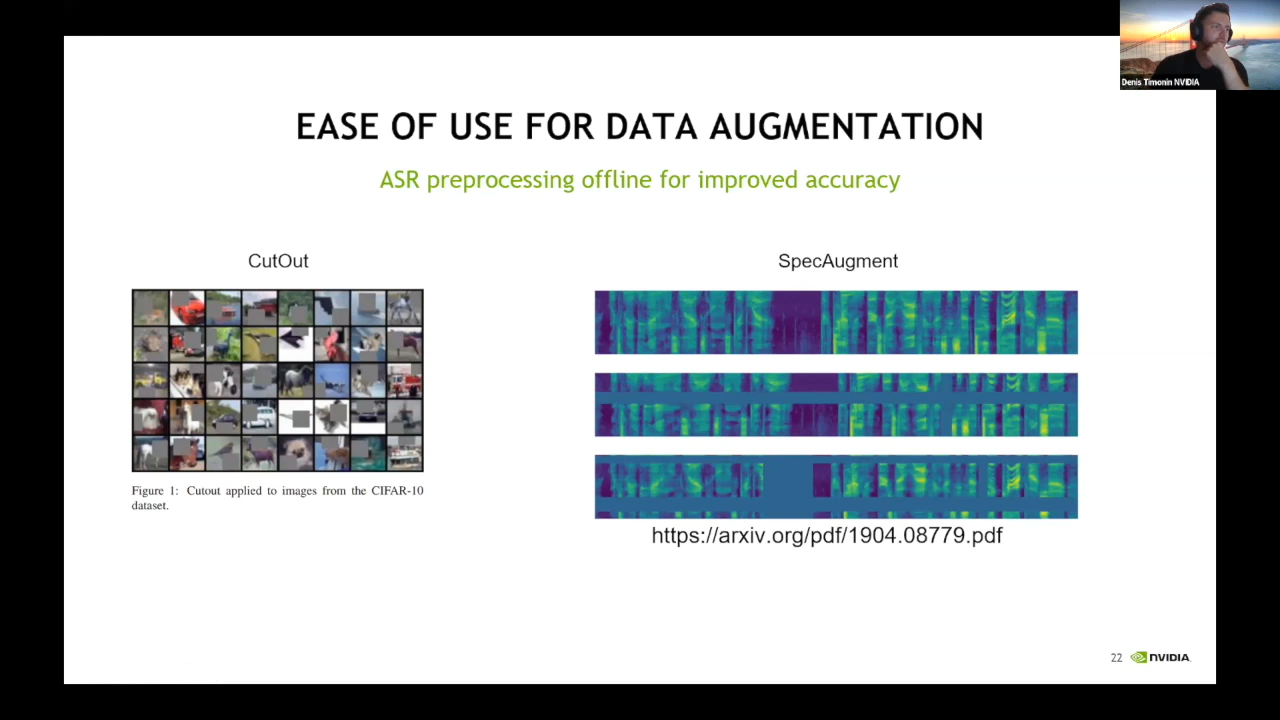 Denis Timonin NVIDIA
EASE OF USE FOR DATA AUGMENTATION
ASR preprocessing offline for improved accuracy
CutOut
SpecAugment
Figure 1: Cutout applied to images from the CIFAR-10
dataset.
https://arxiv.org/pdf/1904.08779.pdf
22 NVIDIA.